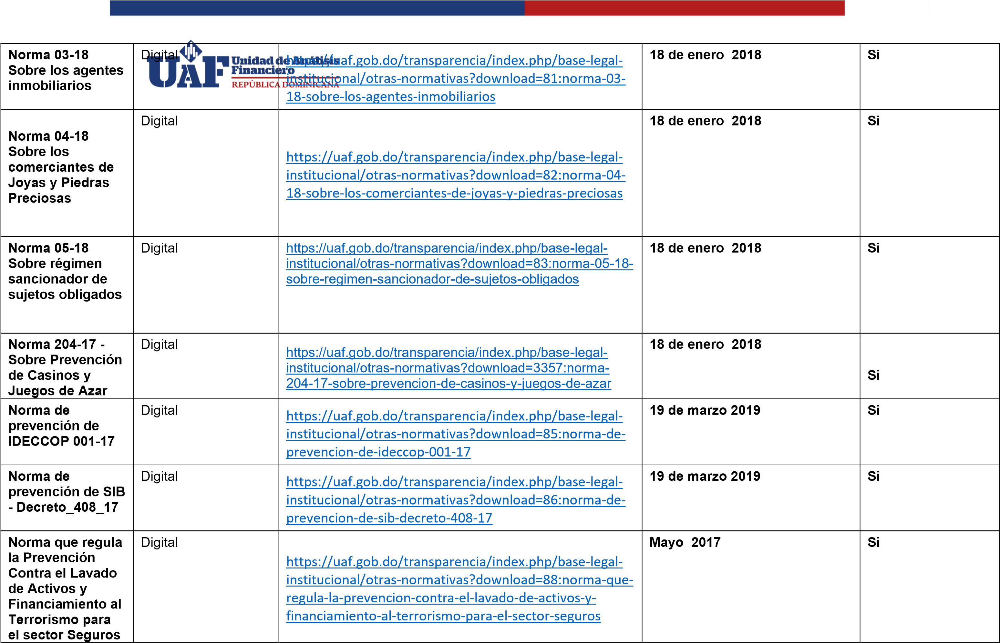 Norma 03-18
Sobre los agentes
inmobiliarios
Digital
UAF Unidad de Análisis
Financiero
REPÚBLICA DOMINICANA
https://uaf.gob.do/transparencia/index.php/base-legal-
institucional/otras-normativas?download=81:norma-03-
18-sobre-los-agentes-inmobiliarios
18 de enero  2018
Si
Norma 04-18
Sobre los
comerciantes de
Joyas y Piedras
Preciosas
Digital
https://uaf.gob.do/transparencia/index.php/base-legal-
institucional/otras-normativas?download=82:norma-04-
18-sobre-los-comerciantes-de-joyas-y-piedras-preciosas
18 de enero  2018
Si
Norma 05-18
Sobre régimen
sancionador de
sujetos obligados
Digital
https://uaf.gob.do/transparencia/index.php/base-legal-
institucional/otras-normativas?download=83:norma-05-18-
sobre-regimen-sancionador-de-sujetos-obligados
18 de enero  2018
Si
Norma 204-17 -
Sobre Prevención
de Casinos y
Juegos de Azar
Digital
https://uaf.gob.do/transparencia/index.php/base-legal-
institucional/otras-normativas?download=3357:norma-
204-17-sobre-prevencion-de-casinos-y-juegos-de-azar
18 de enero  2018
Si
Norma de
prevención de
IDECCOP 001-17
Digital
https://uaf.gob.do/transparencia/index.php/base-legal-
institucional/otras-normativas?download=85:norma-de-
prevencion-de-ideccop-001-17
19 de marzo 2019
Si
Norma de
prevención de SIB
- Decreto_408_17
Digital
https://uaf.gob.do/transparencia/index.php/base-legal-
institucional/otras-normativas?download=86:norma-de-
prevencion-de-sib-decreto-408-17
19 de marzo 2019
Si
Norma que regula
la Prevención
Contra el Lavado
de Activos y
Financiamiento al
Terrorismo para
el sector Seguros
Digital
https://uaf.gob.do/transparencia/index.php/base-legal-
institucional/otras-normativas?download=88:norma-que-
regula-la-prevencion-contra-el-lavado-de-activos-y-
financiamiento-al-terrorismo-para-el-sector-seguros
Mayo  2017
Si